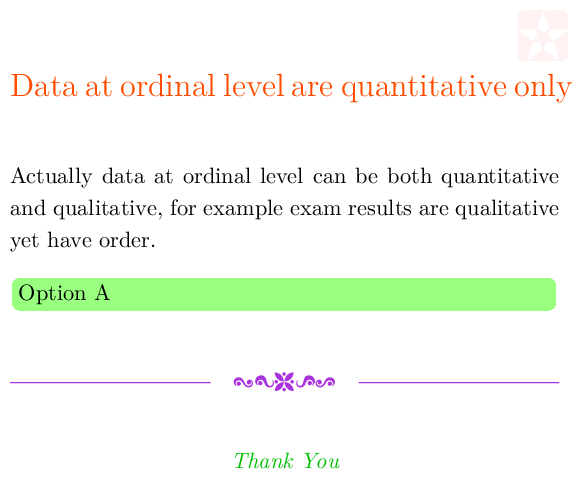 Data at ordinal level are quantitative only
Actually data at ordinal level can be both quantitative
and qualitative, for example exam results are qualitative
yet have order.
Option A
Thank You